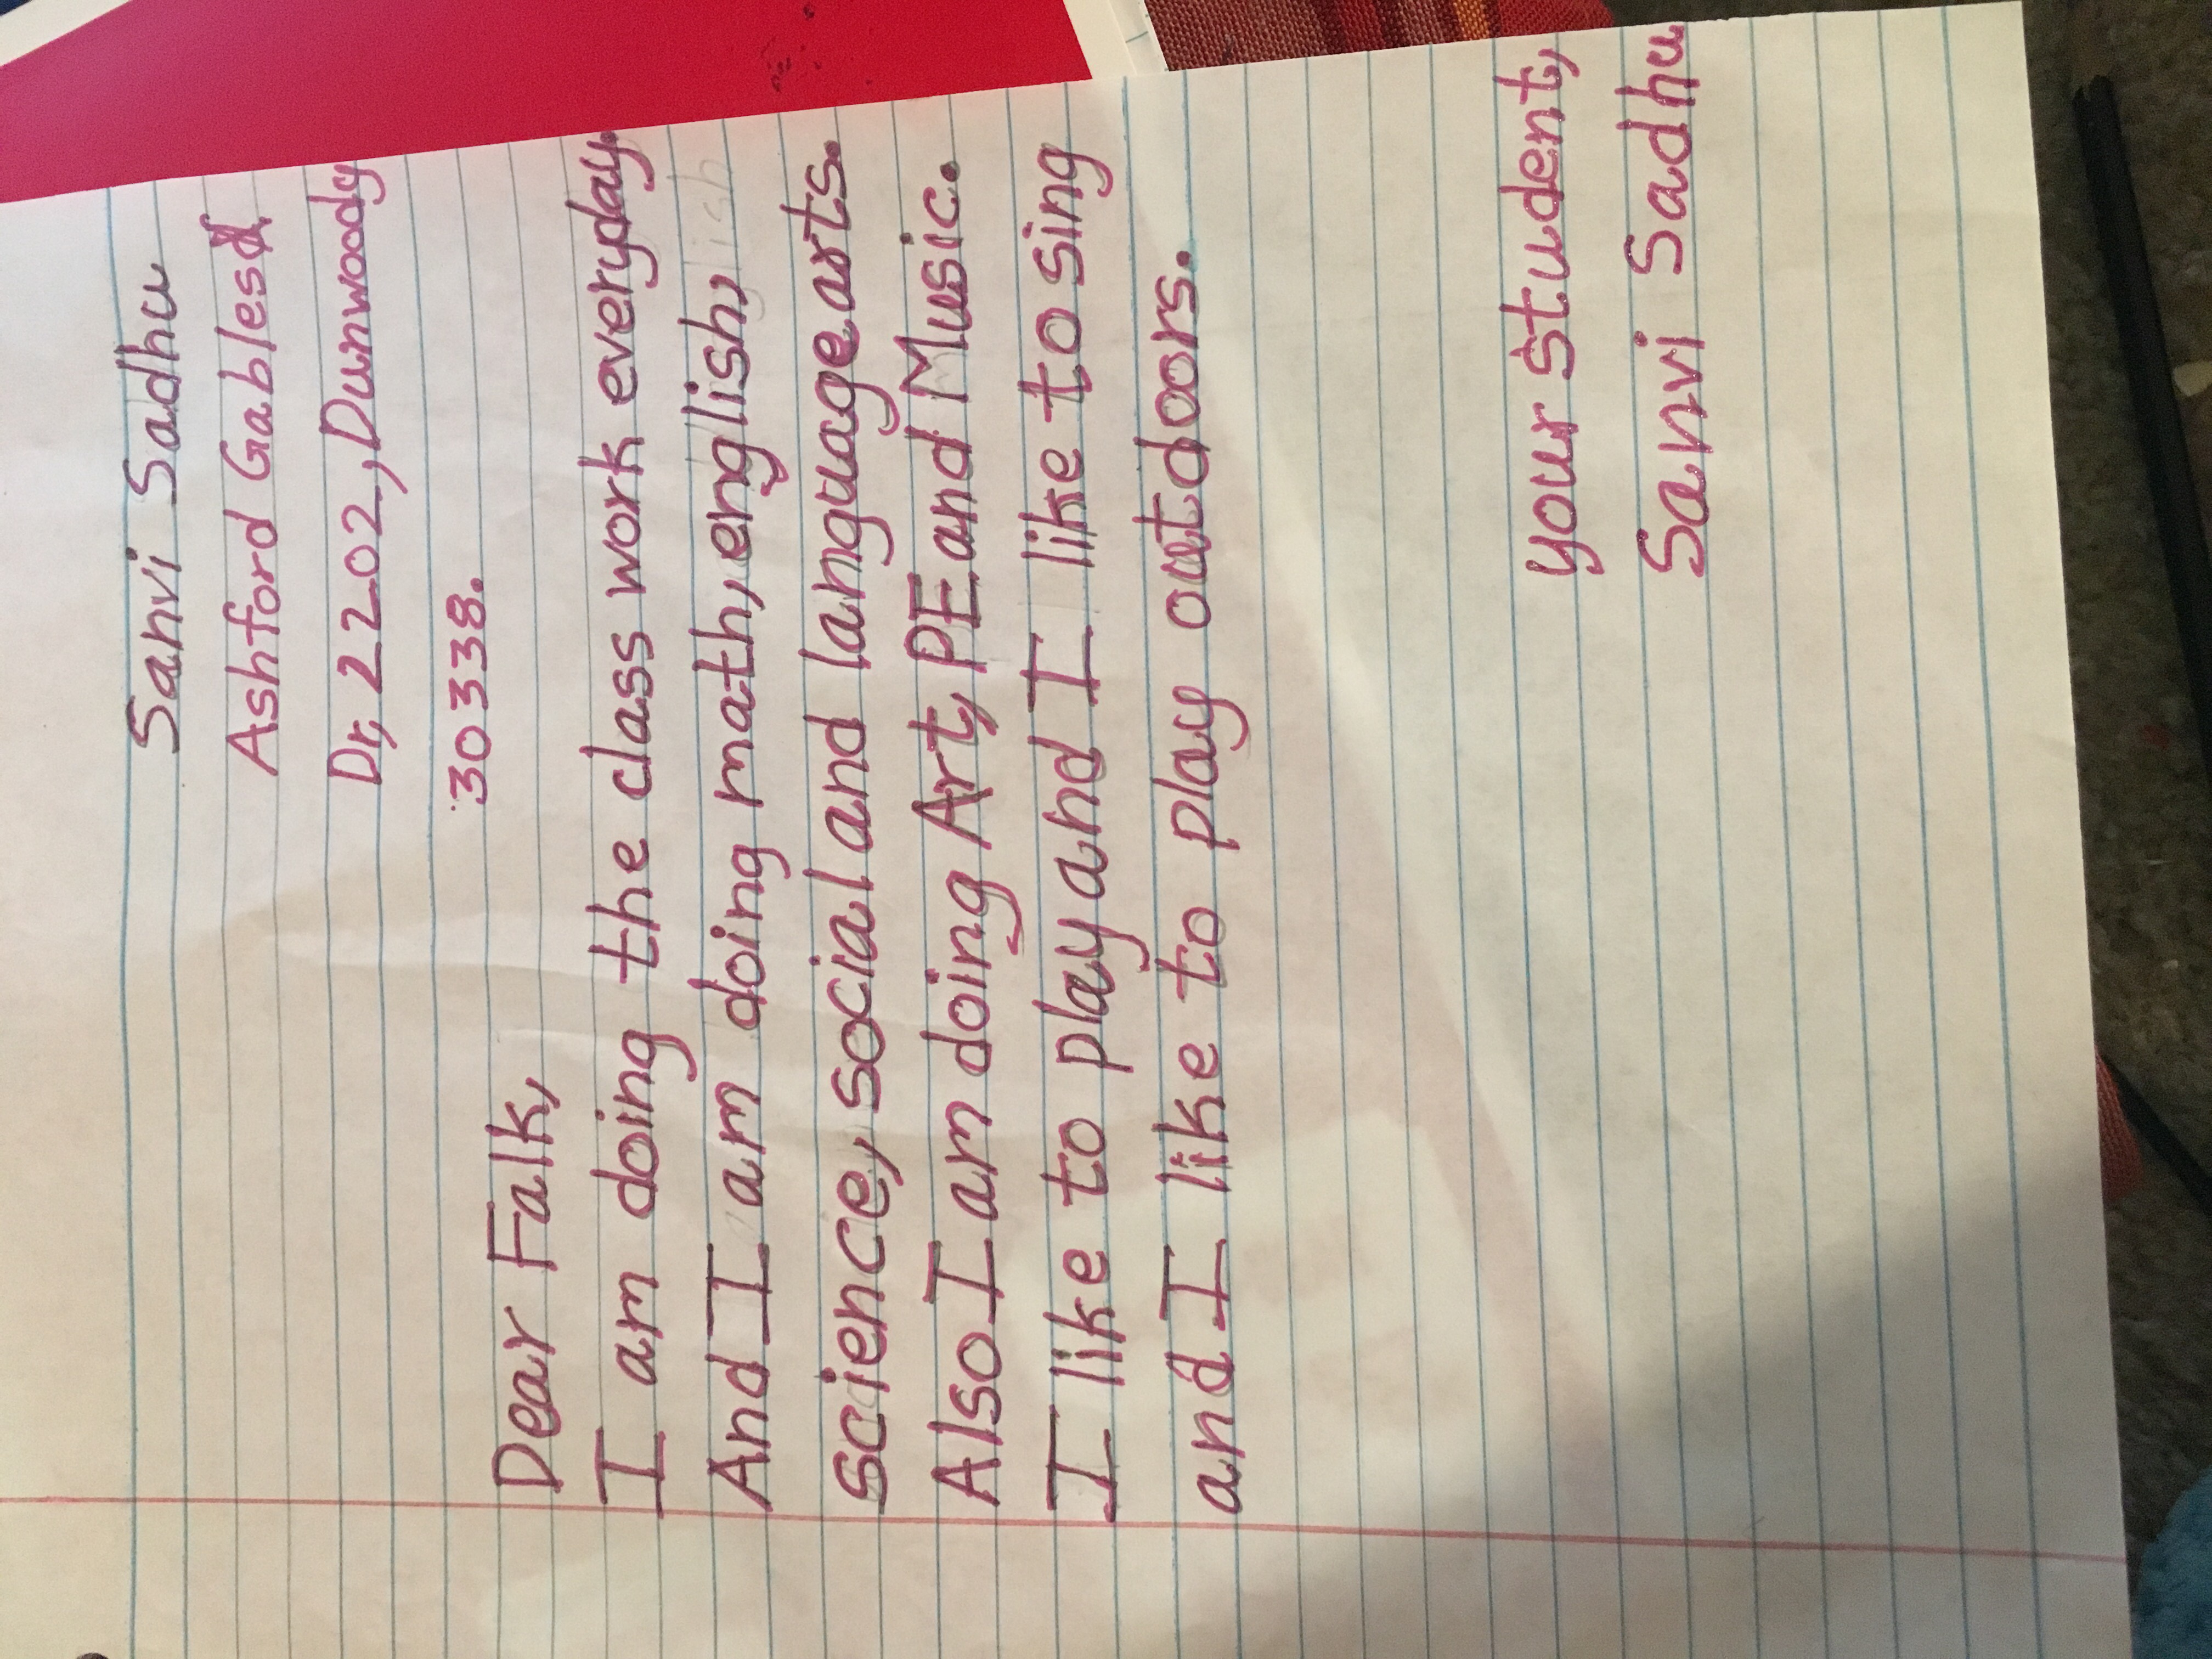 Sanvi Sadhu
Ashford Gables
Dr, 2202, Dunwoody
30338.
Dear Falk,
I am doing the class work everyday.
And I am doing math, english,
science, social and language arts.
Also I am doing Art, PE and Music.
I like to play and I like to sing
and I like to play outdoors.
your student,
Sanvi Sadhu